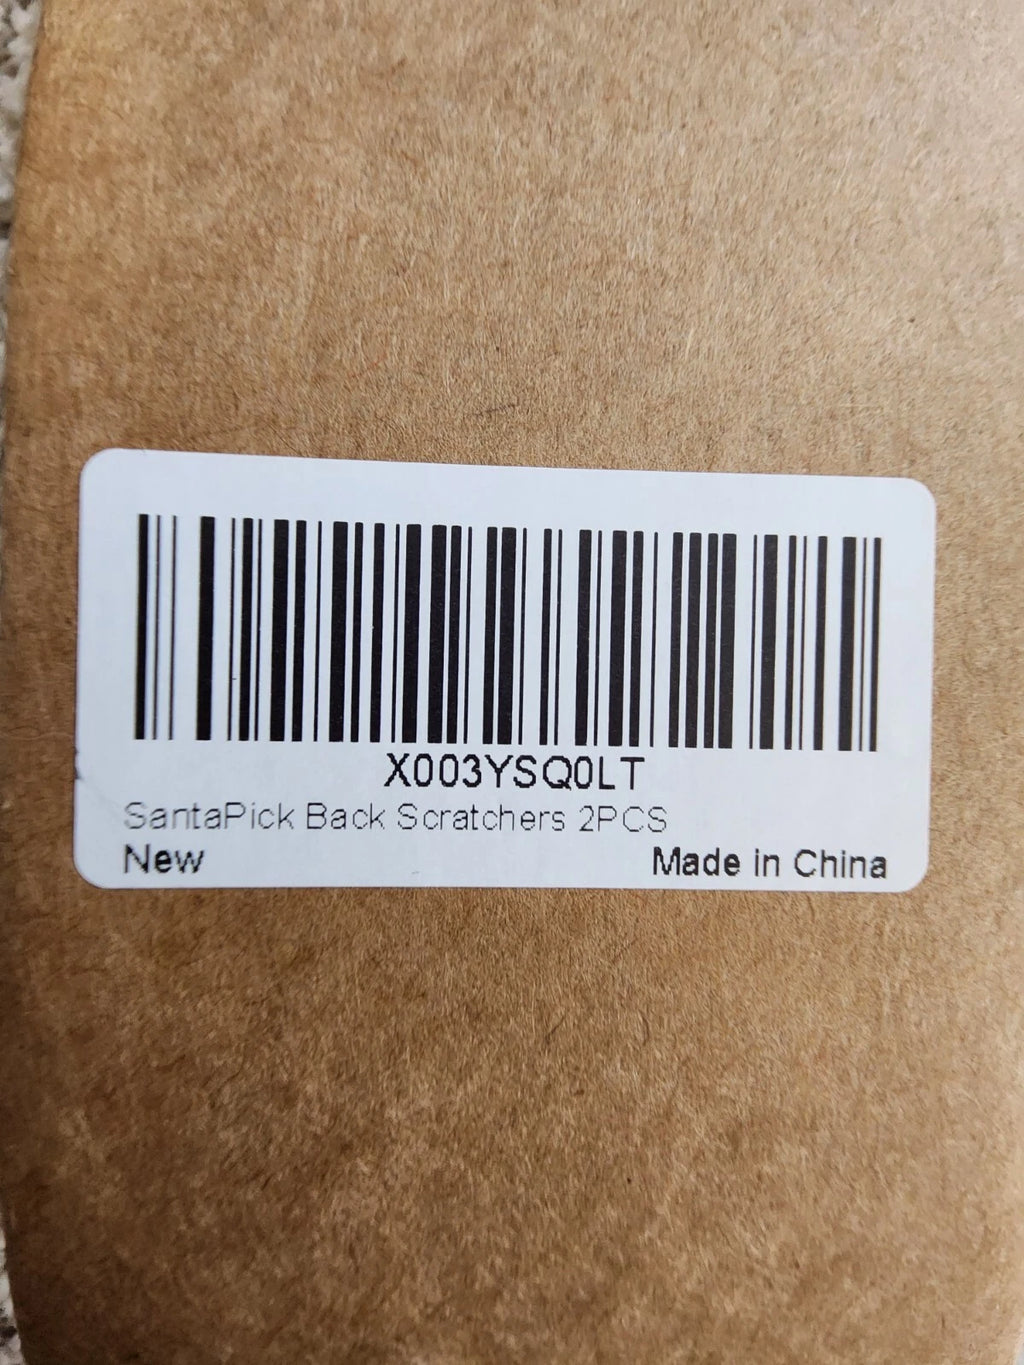 X003YSQ0LT
SantaPick Back Scratchers 2PCS
New
Made in China